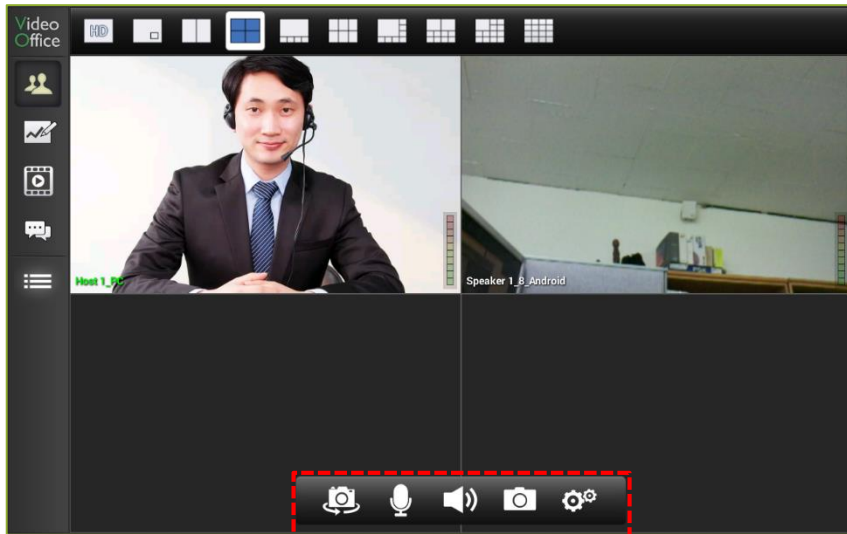 Video
Office
HD
Host 1_PC
Speaker 1_8_Android